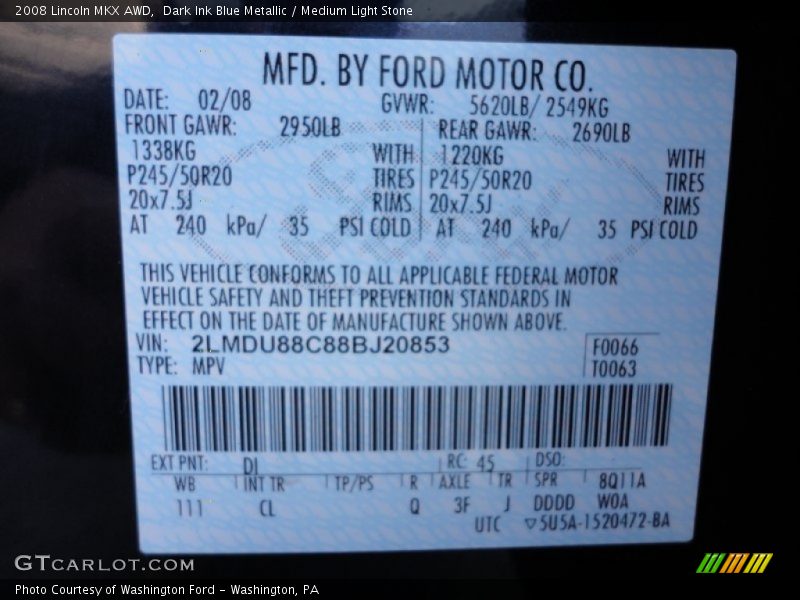 2008 Lincoln MKX AWD,  Dark Ink Blue Metallic / Medium Light Stone
MFD. BY FORD MOTOR CO.
DATE: 02/08 GVWR: 5620LB/ 2549KG
FRONT GAWR: 2950LB REAR GAWR: 2690LB
1338KG WITH 1220KG WITH
P245/50R20 TIRES P245/50R20 TIRES
20x7.5J RIMS 20x7.5J RIMS
AT 240 kPa/ 35 PSI COLD AT 240 kPa/ 35 PSI COLD
THIS VEHICLE CONFORMS TO ALL APPLICABLE FEDERAL MOTOR
VEHICLE SAFETY AND THEFT PREVENTION STANDARDS IN
EFFECT ON THE DATE OF MANUFACTURE SHOWN ABOVE.
VIN: 2LMDU88C88BJ20853 F0066
TYPE: MPV T0063
EXT PNT: DI RC: 45 DSO:
WB INT TR TP/PS R AXLE TR SPR 8Q11A
111 CL Q 3F J DDDD WOA
UTC ▽5U5A-1520472-BA
GTCARLOT.COM
Photo Courtesy of Washington Ford - Washington, PA